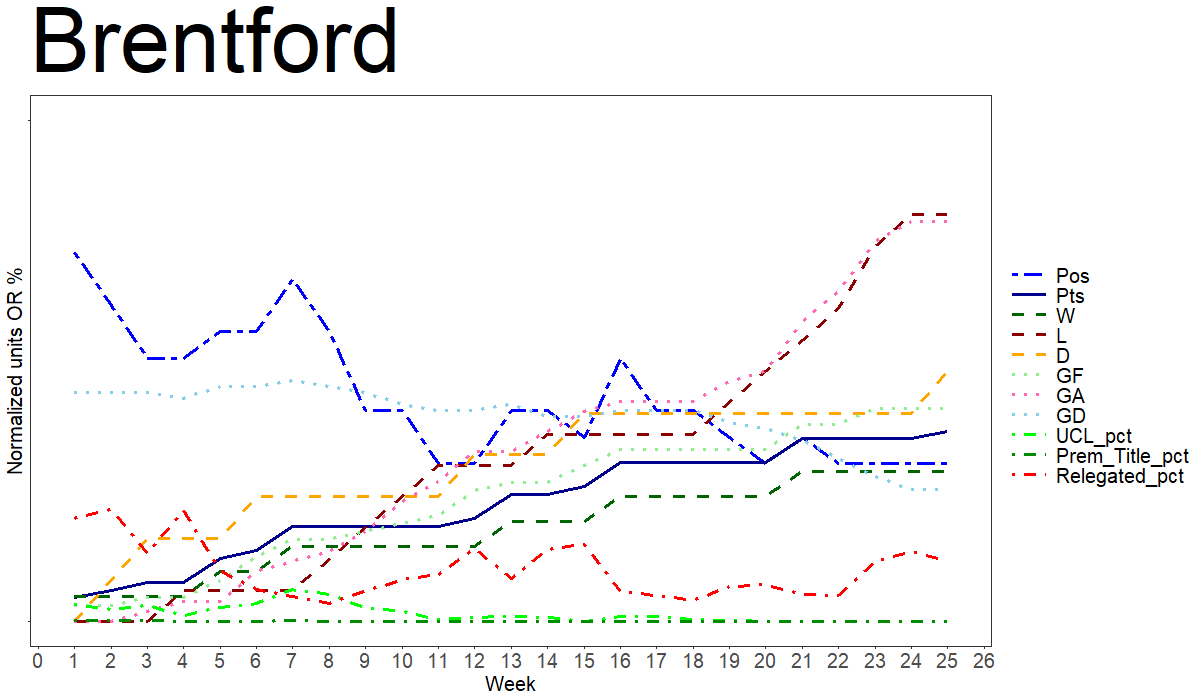 Brentford
Normalized units OR %
Pos
Pts
W
L
D
GF
GA
GD
UCL_pct
Prem_Title_pct
Relegated_pct
0 1 2 3 4 5 6 7 8 9 10 11 12 13 14 15 16 17 18 19 20 21 22 23 24 25 26
Week